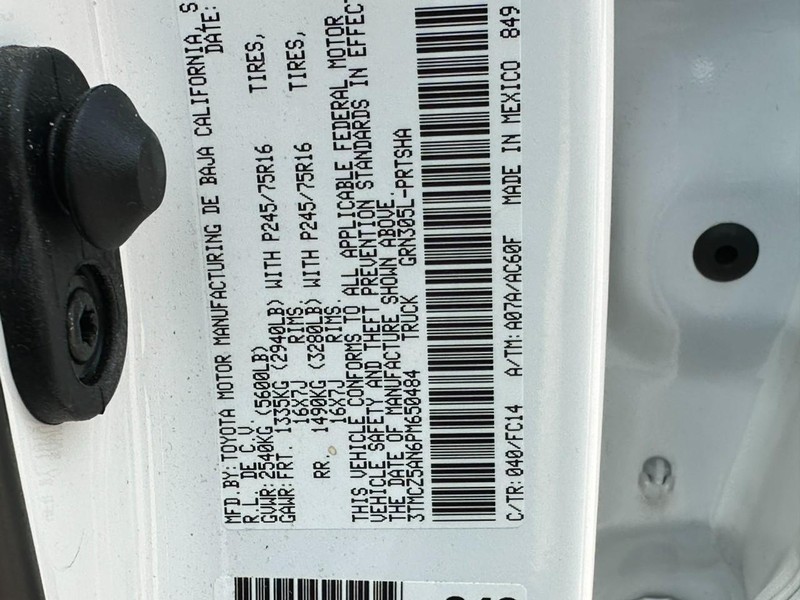 MFD. BY: TOYOTA MOTOR MANUFACTURING DE BAJA CALIFORNIA, S
R.L. DE C.V. DATE:
GVWR: 2540KG (5600LB)
GAWR: FRT. 1335KG (2940LB) WITH P245/75R16 TIRES,
16X7J RIMS.
RR. 1490KG (3280LB) WITH P245/75R16 TIRES,
16X7J RIMS.
THIS VEHICLE CONFORMS TO ALL APPLICABLE FEDERAL MOTOR
VEHICLE SAFETY AND THEFT PREVENTION STANDARDS IN EFFECT
THE DATE OF MANUFACTURE SHOWN ABOVE.
3TMCZ5AN6PM650484 TRUCK GRN305L-PRTSHA
C/TR: 040/FC14 A/TM: A07A/AC60F MADE IN MEXICO 849